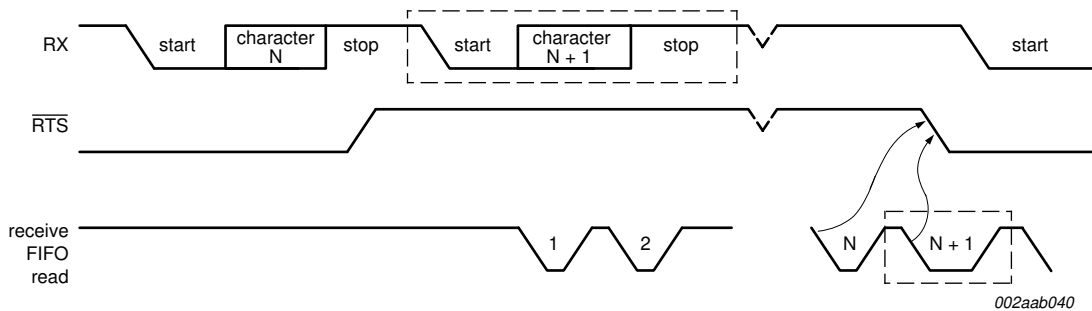 RX
start
character
N
stop
start
character
N + 1
stop
start
RTS
receive
FIFO
read
1
2
N
N + 1
002aab040